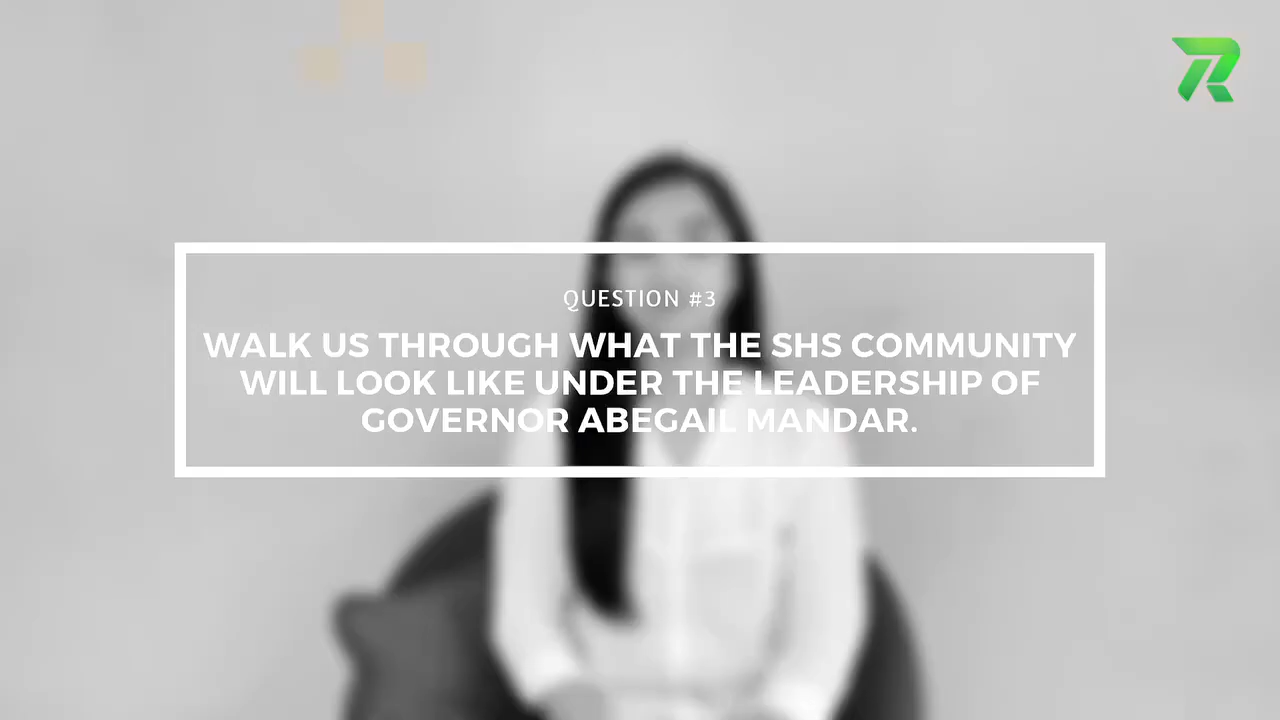 QUESTION #3
WALK US THROUGH WHAT THE SHS COMMUNITY
WILL LOOK LIKE UNDER THE LEADERSHIP OF
GOVERNOR ABEGAIL MANDAR.